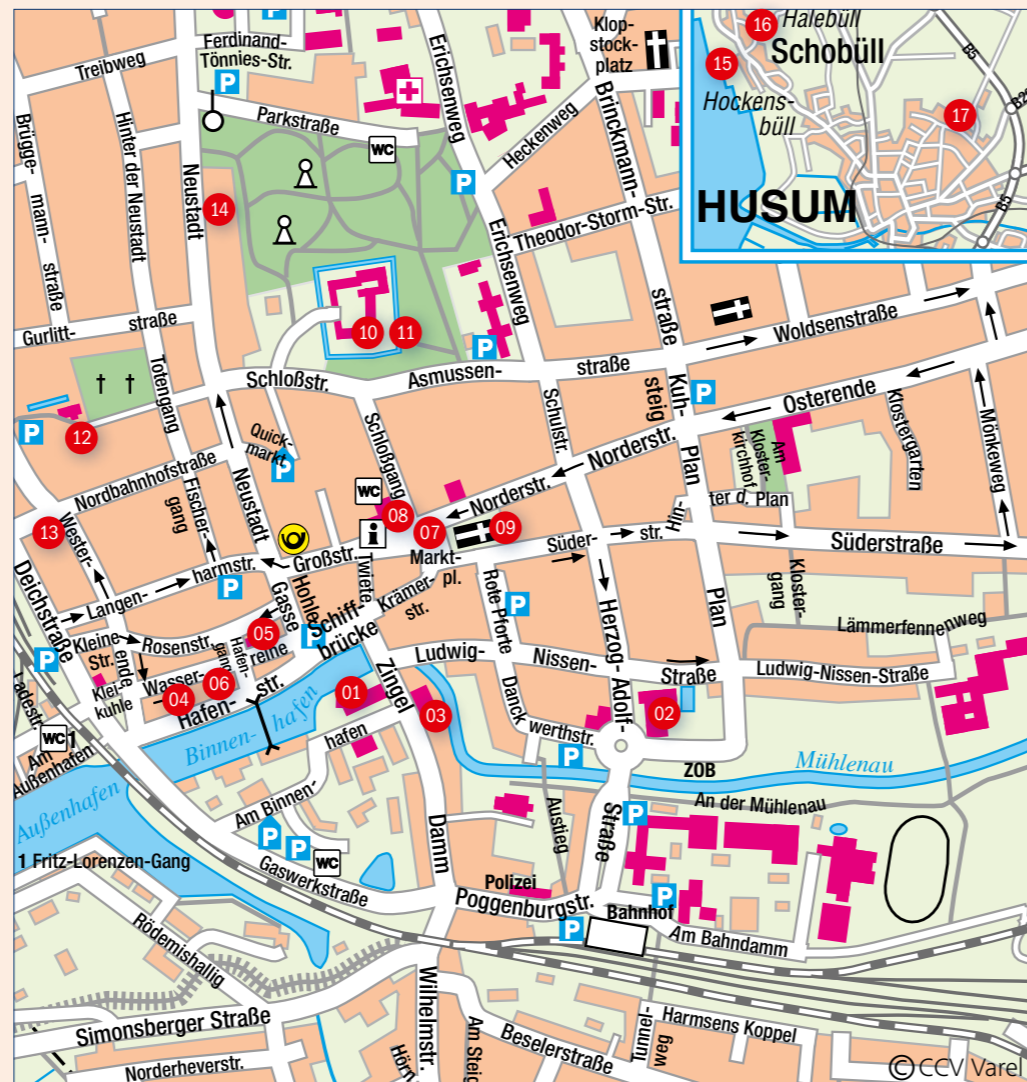 Ferdinand-
Tönnies-Str.
P
P
Treibweg
Klop-
stock-
platz
Erichsenweg
16
Halebüll
Schobüll
15
Hockens-
büll
17
B5
B5
HUSUM
Brügge-
mann-
straße
Hinter der Neustadt
Neustadt
Parkstraße
WC
Heckenweg
Brinckmann-
straße
P
14
Theodor-Storm-Str.
Erichsenweg
10
11
Gurlitt-
straße
Totengang
Schloßstr.
Asmussen-
straße
P
Woldsenstraße
P
12
Quick-
markt
P
Schloßgang
Schulstr.
steig
Kuh-
P
Osterende
Klostergarten
Mönkeweg
Nordbahnhofstraße
Fischer-
gang
Neustadt
Norderstr.
Norderstr.
Plan
Am
Kloster-
kirchhof
Hin-
ter d. Plan
WC
08
07
09
13
Wester-
ende
i
Großstr.
Twiete
Markt-
pl.
Süder-
str.
Süderstraße
Deichstraße
Langen-
harmstr.
P
Hohle
Gasse
Krämer-
str.
Rote Pforte
P
Herzog-
Adolf-
Straße
Plan
Kloster-
gang
Lämmerfennenweg
05
Kleine
Str.
Rosenstr.
Hafen-
gang
Schiff-
brücke
P
P
Klei-
kuhle
Wasser-
reihe
04
06
Hafen-
str.
Zingel
Ludwig-
Nissen-
Straße
Ludwig-Nissen-Straße
Ladestr.
01
03
02
Danck
werthstr.
P
WC
1
Am
Außenhafen
Binnen-
hafen
ZOB
Mühlenau
Außenhafen
Am Binnen-
hafen
P
P
WC
Damm
Austieg
P
An der Mühlenau
1 Fritz-Lorenzen-Gang
Gaswerkstraße
Polizei
Poggenburgstr.
P
P
Bahnhof
Am Bahndamm
Rödemishallig
Wilhelmstr.
Simonsberger Straße
Norderheverstr.
Am Steig
Beselerstraße
Tunnel-
weg
Harmsens Koppel
©CCV Varel